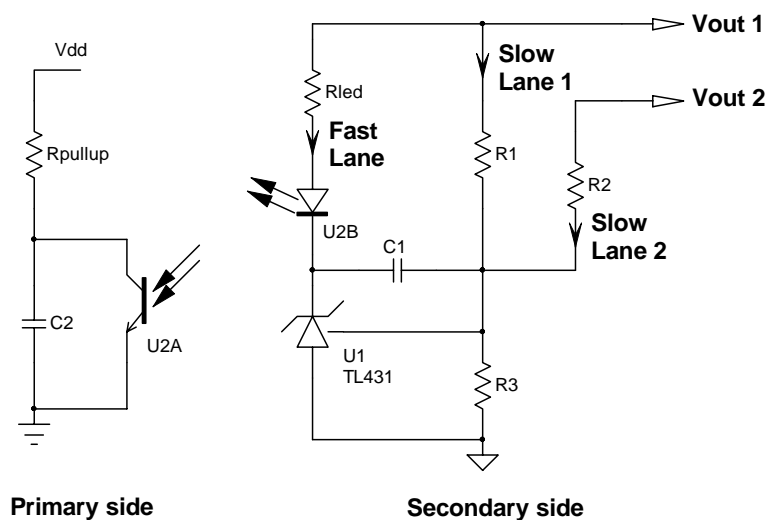 Vdd
Rpullup
C2
U2A
Primary side
Rled
Fast
Lane
U2B
C1
U1
TL431
Slow
Lane 1
R1
R3
Vout 1
Vout 2
R2
Slow
Lane 2
Secondary side